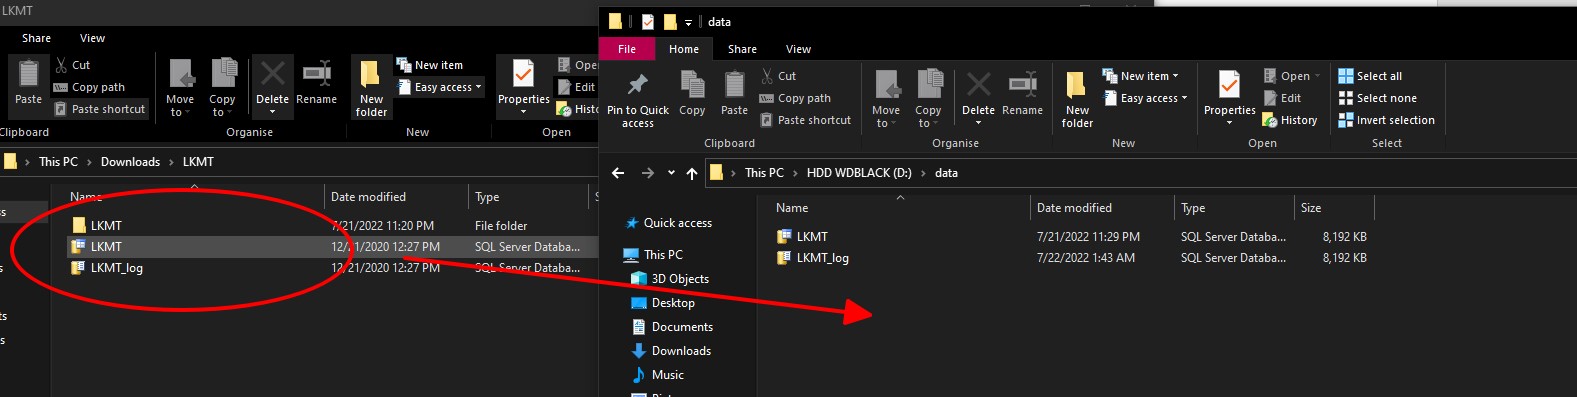 LKMT
Share View
Paste
Cut
Copy path
Paste shortcut
Move to
Copy to
Delete
Rename
New folder
New item
Easy access
Properties
Edit
Clipboard Organise New Open
This PC > Downloads > LKMT
Name Date modified Type
LKMT 7/21/2022 11:20 PM File folder
LKMT 12/21/2020 12:27 PM SQL Server Databa...
LKMT_log 12/21/2020 12:27 PM SQL Server Databa...
data
File Home Share View
Pin to Quick access
Copy
Paste
Cut
Copy path
Paste shortcut
Move to
Copy to
Delete
Rename
New folder
New item
Easy access
Properties
Open
Edit
History
Select all
Select none
Invert selection
Clipboard Organise New Open Select
This PC > HDD WDBLACK (D:) > data
Quick access
This PC
3D Objects
Desktop
Documents
Downloads
Music
Name Date modified Type Size
LKMT 7/21/2022 11:29 PM SQL Server Databa... 8,192 KB
LKMT_log 7/22/2022 1:43 AM SQL Server Databa... 8,192 KB